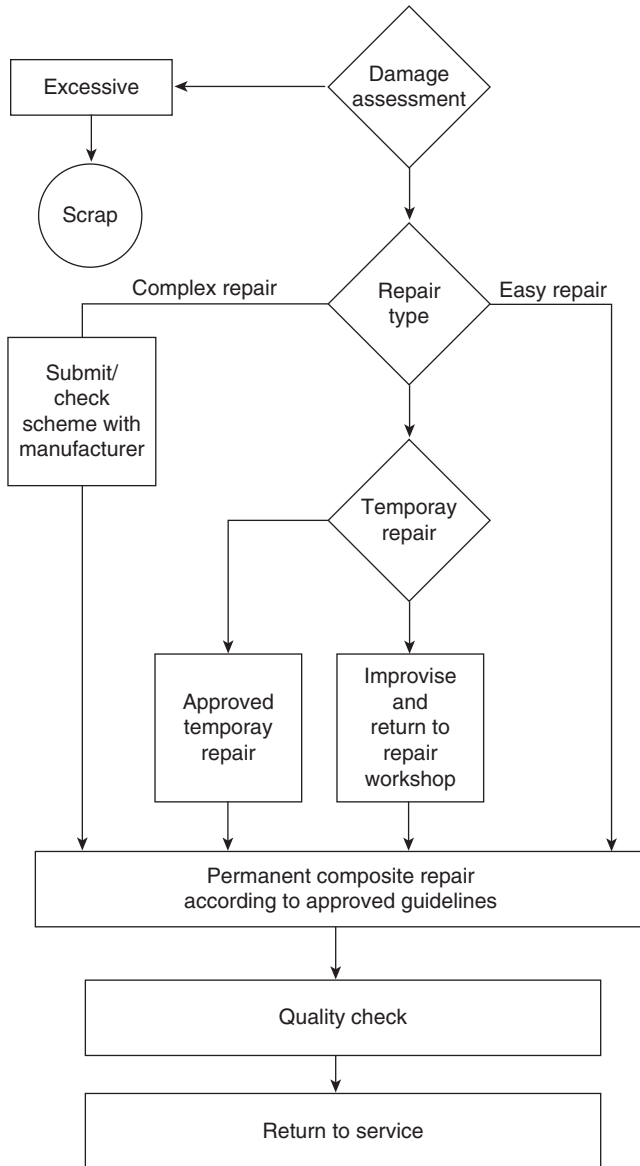 Damage
assessment
Excessive
Scrap
Complex repair
Repair
type
Easy repair
Submit/
check
scheme with
manufacturer
Temporay
repair
Approved
temporay
repair
Improvise
and
return to
repair
workshop
Permanent composite repair
according to approved guidelines
Quality check
Return to service